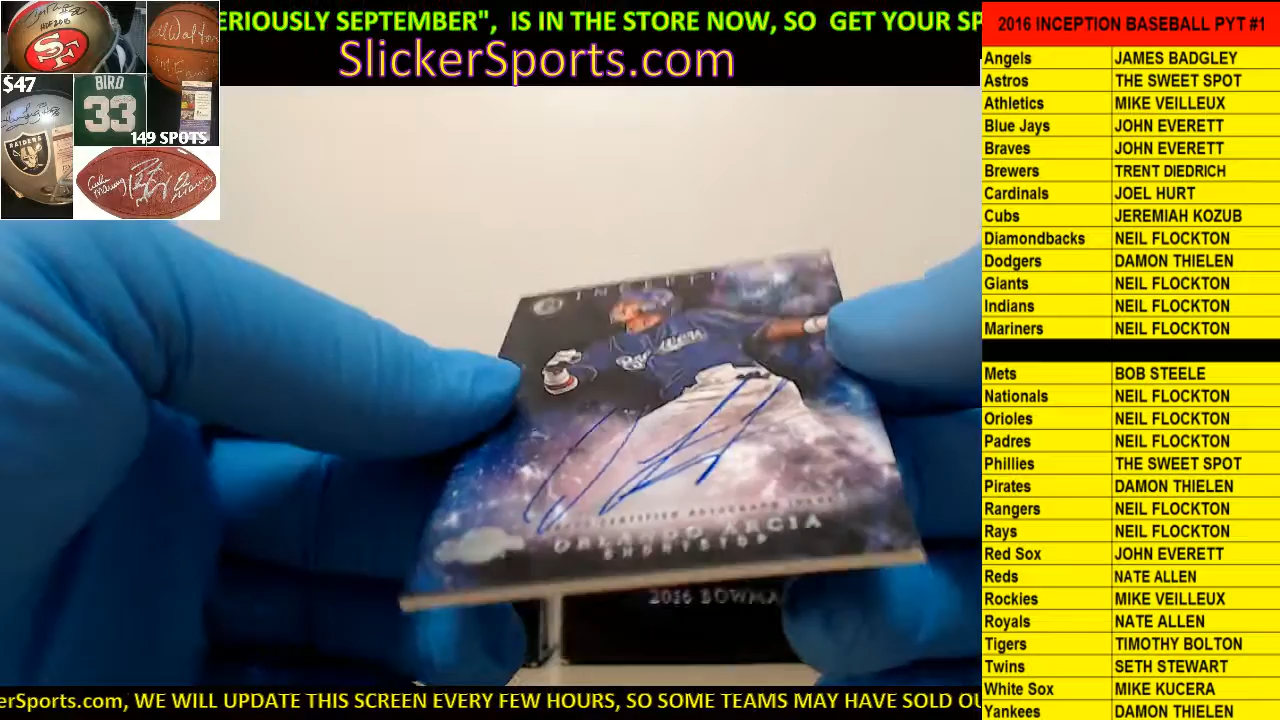 ERIOUSLY SEPTEMBER", IS IN THE STORE NOW, SO GET YOUR SP
SlickerSports.com
$47
BIRD
33
149 SPOTS
RAIDERS
SF
INCEPTI
Brewers
CERTIFIED AUTOGRAPH ISSUE
ORLANDO ARCIA
SHORTSTOP
2016 BOWMA
erSports.com, WE WILL UPDATE THIS SCREEN EVERY FEW HOURS, SO SOME TEAMS MAY HAVE SOLD OU
2016 INCEPTION BASEBALL PYT #1
Angels JAMES BADGLEY
Astros THE SWEET SPOT
Athletics MIKE VEILLEUX
Blue Jays JOHN EVERETT
Braves JOHN EVERETT
Brewers TRENT DIEDRICH
Cardinals JOEL HURT
Cubs JEREMIAH KOZUB
Diamondbacks NEIL FLOCKTON
Dodgers DAMON THIELEN
Giants NEIL FLOCKTON
Indians NEIL FLOCKTON
Mariners NEIL FLOCKTON
Mets BOB STEELE
Nationals NEIL FLOCKTON
Orioles NEIL FLOCKTON
Padres NEIL FLOCKTON
Phillies THE SWEET SPOT
Pirates DAMON THIELEN
Rangers NEIL FLOCKTON
Rays NEIL FLOCKTON
Red Sox JOHN EVERETT
Reds NATE ALLEN
Rockies MIKE VEILLEUX
Royals NATE ALLEN
Tigers TIMOTHY BOLTON
Twins SETH STEWART
White Sox MIKE KUCERA
Yankees DAMON THIELEN